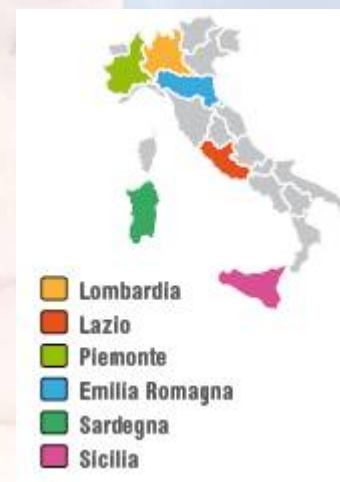 Lombardia
Lazio
Piemonte
Emilia Romagna
Sardegna
Sicilia